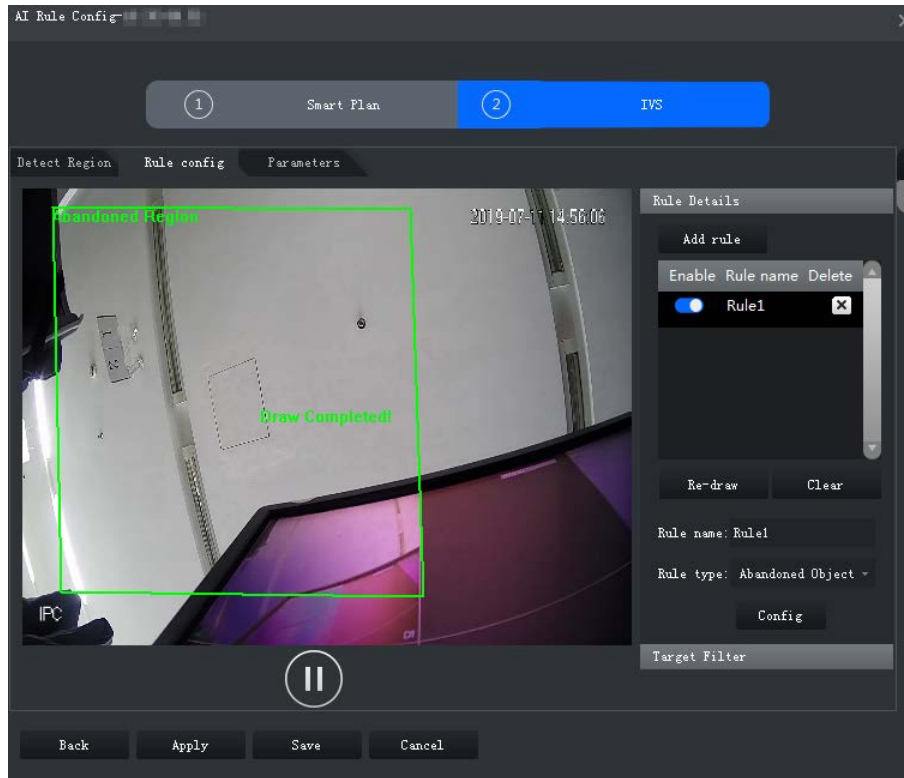 AI Rule Config-
1 Smart Plan 2 IVS
Detect Region Rule config Parameters
Abandoned Region
2019-07-11 14:56:06
Draw Completed!
IPC
Rule Details
Add rule
Enable Rule name Delete
Rule1
Re-draw Clear
Rule name: Rule1
Rule type: Abandoned Object
Config
Target Filter
Back Apply Save Cancel